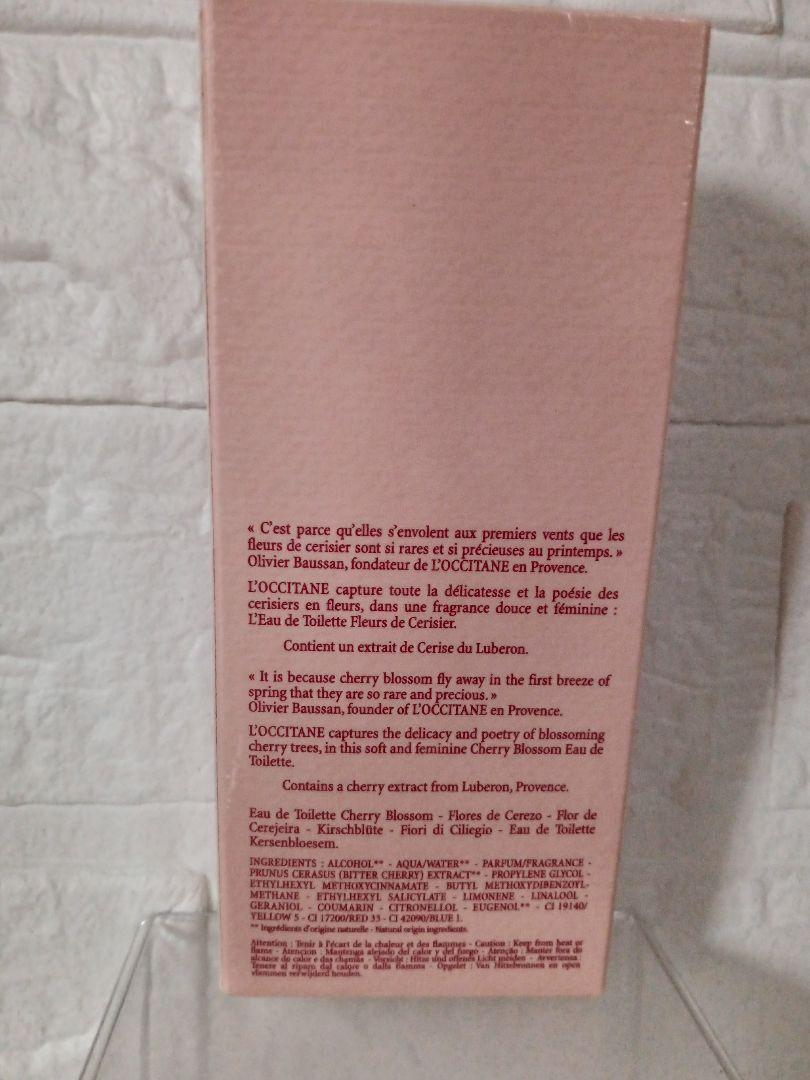 « C'est parce qu'elles s'envolent aux premiers vents que les
fleurs de cerisier sont si rares et si précieuses au printemps. »
Olivier Baussan, fondateur de L'OCCITANE en Provence.
L'OCCITANE capture toute la délicatesse et la poésie des
cerisiers en fleurs, dans une fragrance douce et féminine :
L'Eau de Toilette Fleurs de Cerisier.
Contient un extrait de Cerise du Luberon.
« It is because cherry blossom fly away in the first breeze of
spring that they are so rare and precious. »
Olivier Baussan, founder of L'OCCITANE en Provence.
L'OCCITANE captures the delicacy and poetry of blossoming
cherry trees, in this soft and feminine Cherry Blossom Eau de
Toilette.
Contains a cherry extract from Luberon, Provence.
Eau de Toilette Cherry Blossom - Flores de Cerezo - Flor de
Cerejeira - Kirschblüte - Fiori di Ciliegio - Eau de Toilette
Kersenbloesem.
INGREDIENTS : ALCOHOL** - AQUA/WATER** - PARFUM/FRAGRANCE -
PRUNUS CERASUS (BITTER CHERRY) EXTRACT** - PROPYLENE GLYCOL -
ETHYLHEXYL METHOXYCINNAMATE - BUTYL METHOXYDIBENZOYL-
METHANE - ETHYLHEXYL SALICYLATE - LIMONENE - LINALOOL -
GERANIOL - COUMARIN - CITRONELLOL - EUGENOL** - CI 19140/
YELLOW 5 - CI 17200/RED 33 - CI 42090/BLUE 1.
** Ingrédients d'origine naturelle - Natural origin ingredients.
Attention : Tenir à l'écart de la chaleur et des flammes - Caution : Keep from heat or
flame - Atencion : Mantenga alejado del calor y del fuego - Atenção : Manter fora do
alcance do calor e das chamas - Vorsicht : Hitze und offenes Licht meiden - Avvertenza :
Tenere al riparo dal calore o dalla fiamma - Opgelet : Van Hittebronnen en open
vlammen verwijderd houden.